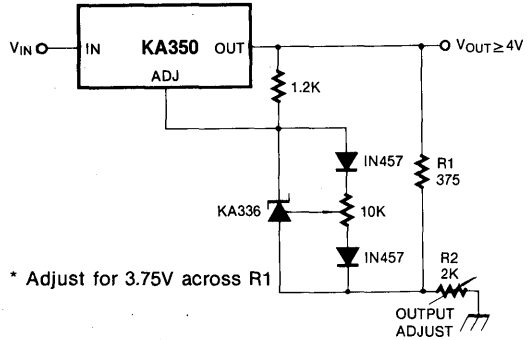 VIN
IN
KA350
OUT
ADJ
VOUT ≥ 4V
1.2K
IN457
R1
375
KA336
10K
IN457
R2
2K
* Adjust for 3.75V across R1
OUTPUT
ADJUST